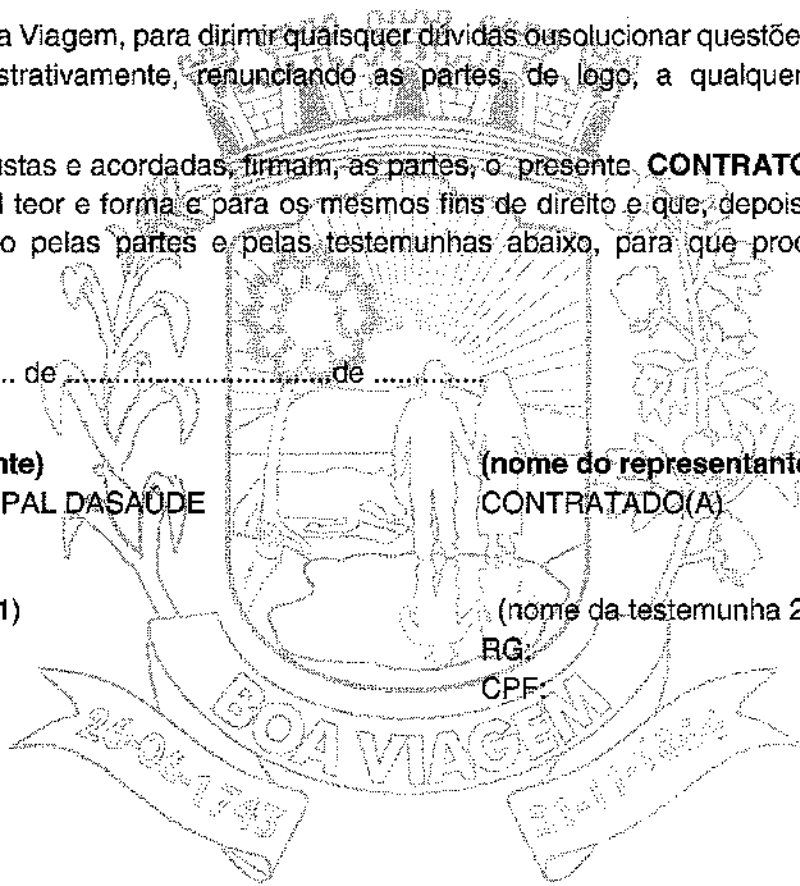 a Viagem, para dirimir quaisquer dúvidas ousolucionar questõe
strativamente, renunciando as partes, de logo, a qualquer
ustas e acordadas, firmam, as partes, o presente CONTRATO
l teor e forma e para os mesmos fins de direito e que, depois
o pelas partes e pelas testemunhas abaixo, para que prod
.. de ................................de ..............
nte) (nome do representante
PAL DASAÚDE CONTRATADO(A)
1) (nome da testemunha 2
RG:
CPF:
BOA VIAGEM